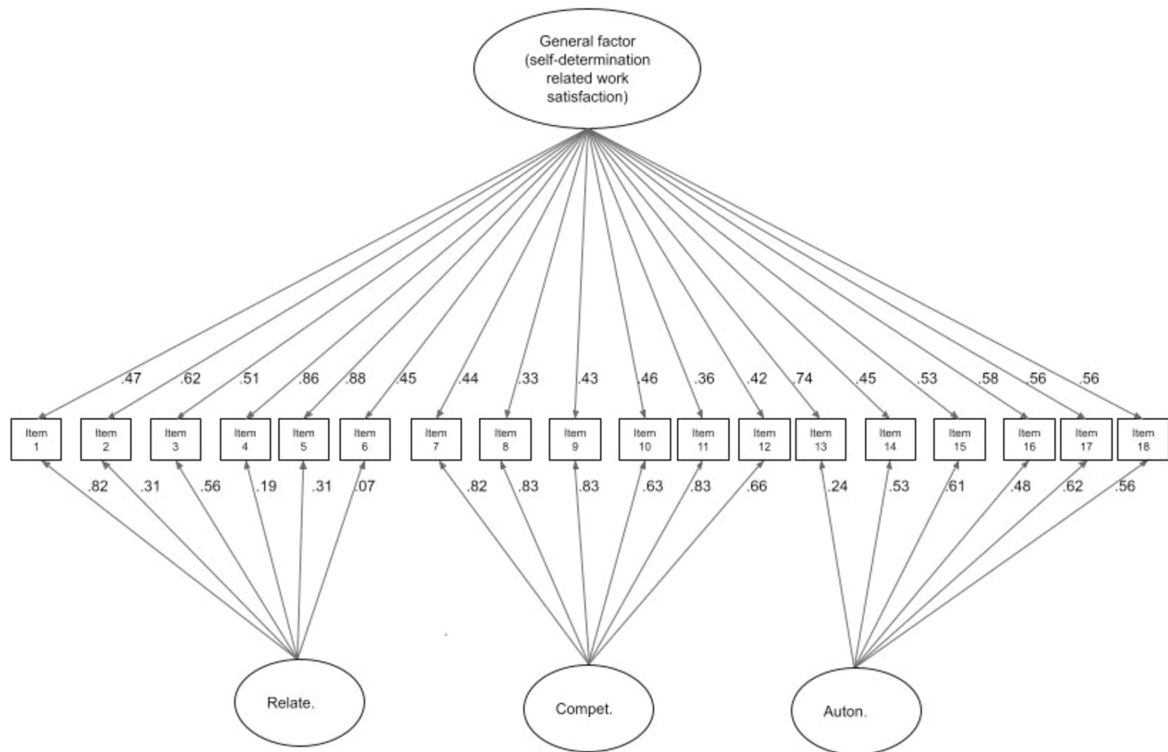 General factor
(self-determination
related work
satisfaction)
.47 .62 .51 .86 .88 .45 .44 .33 .43 .46 .36 .42 .74 .45 .53 .58 .56 .56
Item
1
Item
2
Item
3
Item
4
Item
5
Item
6
Item
7
Item
8
Item
9
Item
10
Item
11
Item
12
Item
13
Item
14
Item
15
Item
16
Item
17
Item
18
.82 .31 .56 .19 .31 .07 .82 .83 .83 .63 .83 .66 .24 .53 .61 .48 .62 .56
Relate.
Compet.
Auton.